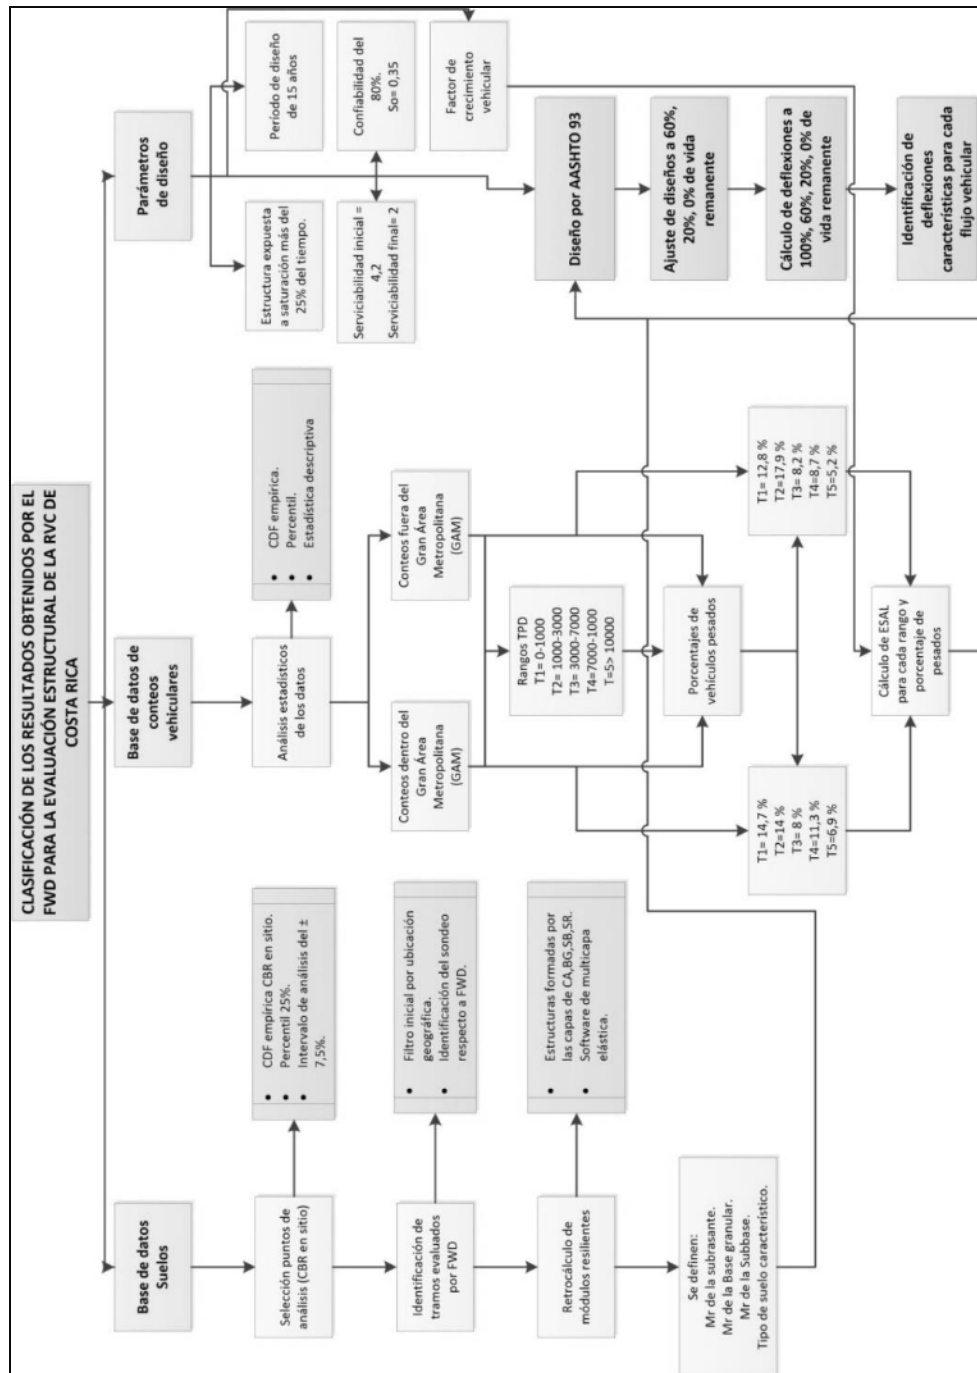 CLASIFICACIÓN DE LOS RESULTADOS OBTENIDOS POR EL
FWD PARA LA EVALUACIÓN ESTRUCTURAL DE LA RVC DE
COSTA RICA
Base de datos
Suelos
Selección puntos de
análisis (CBR en sitio)
• CDF empírica CBR en sitio.
• Percentil 25%.
• Intervalo de análisis del ±
7,5%.
Identificación de
tramos evaluados
por FWD
• Filtro inicial por ubicación
geográfica.
• Identificación del sondeo
respecto a FWD.
Retrocálculo de
módulos resilientes
• Estructuras formadas por
las capas de CA,BG,SB,SR.
• Software de multicapa
elástica.
Se definen:
Mr de la subrasante.
Mr de la Base granular.
Mr de la Subbase.
Tipo de suelo característico.
Base de datos de
conteos
vehiculares
Análisis estadísticos
de los datos
• CDF empírica.
• Percentil.
• Estadística descriptiva
Conteos dentro del
Gran Área
Metropolitana
(GAM)
Conteos fuera del
Gran Área
Metropolitana
(GAM)
Rangos TPD
T1= 0-1000
T2= 1000-3000
T3= 3000-7000
T4=7000-1000
T=5> 10000
Porcentajes de
vehículos pesados
T1= 14,7 %
T2=14 %
T3= 8 %
T4=11,3 %
T5=6,9 %
T1= 12,8 %
T2=17,9 %
T3= 8,2 %
T4=8,7 %
T5=5,2 %
Cálculo de ESAL
para cada rango y
porcentaje de
pesados
Parámetros
de diseño
Estructura expuesta
a saturación más del
25% del tiempo.
Período de diseño
de 15 años
Serviciabilidad inicial =
4,2
Serviciabilidad final= 2
Confiabilidad del
80%.
So= 0,35
Factor de
crecimiento
vehicular
Diseño por AASHTO 93
Ajuste de diseños a 60%,
20%, 0% de vida
remanente
Cálculo de deflexiones a
100%, 60%, 20%, 0% de
vida remanente
Identificación de
deflexiones
características para cada
flujo vehicular